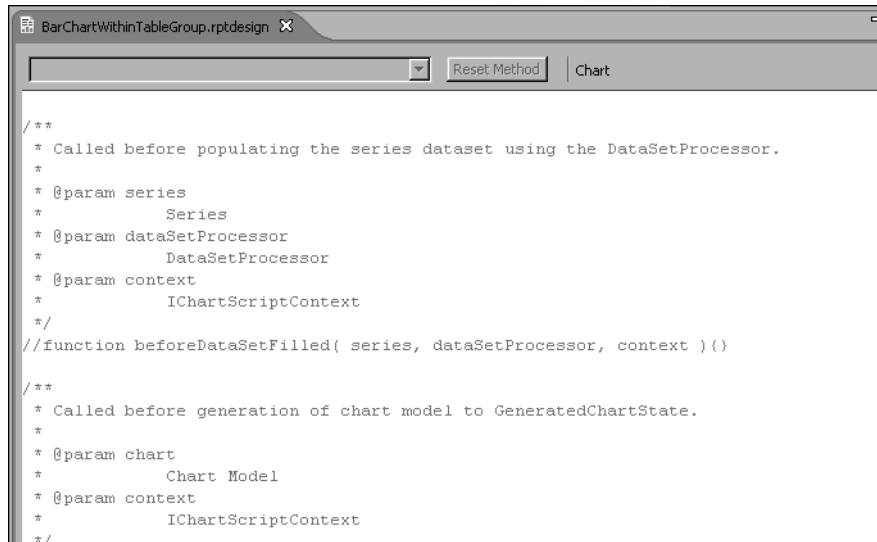 BarChartWithinTableGroup.rptdesign
Reset Method Chart
/**
* Called before populating the series dataset using the DataSetProcessor.
*
* @param series
* Series
* @param dataSetProcessor
* DataSetProcessor
* @param context
* IChartScriptContext
*/
//function beforeDataSetFilled( series, dataSetProcessor, context ){}
/**
* Called before generation of chart model to GeneratedChartState.
*
* @param chart
* Chart Model
* @param context
* IChartScriptContext
*/